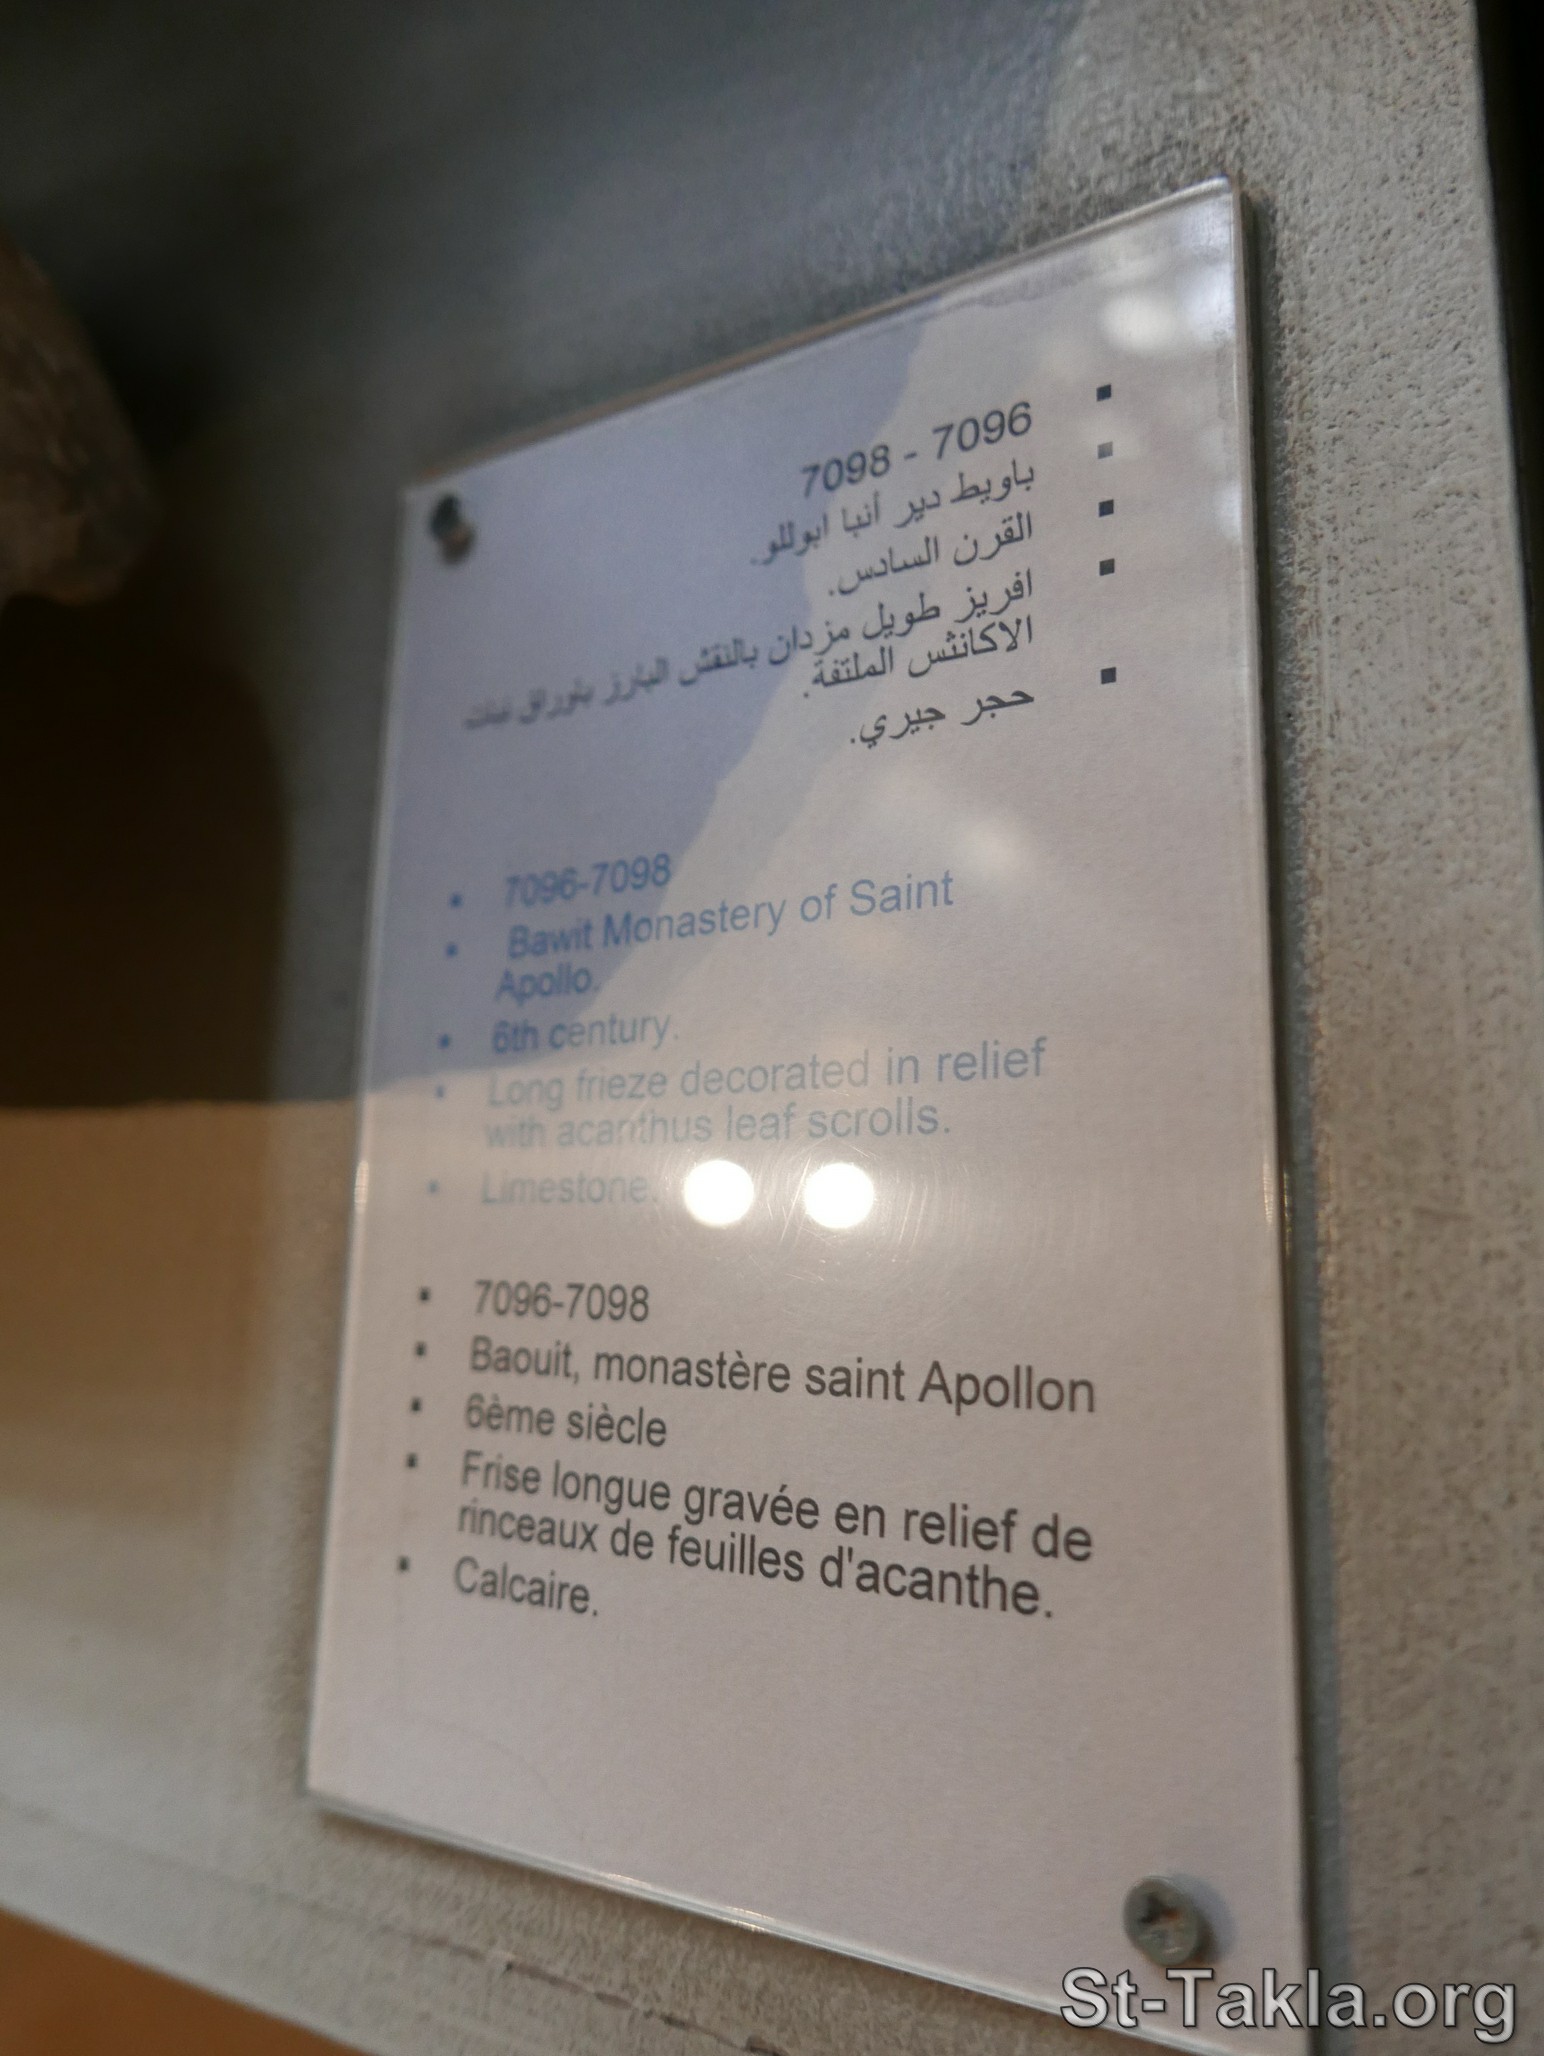 ▪ 7096 - 7098
▪ باويط دير أنبا ابوللو.
▪ القرن السادس.
▪ افريز طويل مزدان بالنقش البارز بأوراق نبات
الاكانثس الملتفة.
▪ حجر جيري.
▪ 7096-7098
▪ Bawit Monastery of Saint
Apollo.
▪ 6th century.
▪ Long frieze decorated in relief
with acanthus leaf scrolls.
▪ Limestone.
▪ 7096-7098
▪ Baouit, monastère saint Apollon
▪ 6ème siècle
▪ Frise longue gravée en relief de
rinceaux de feuilles d'acanthe.
▪ Calcaire.
St-Takla.org